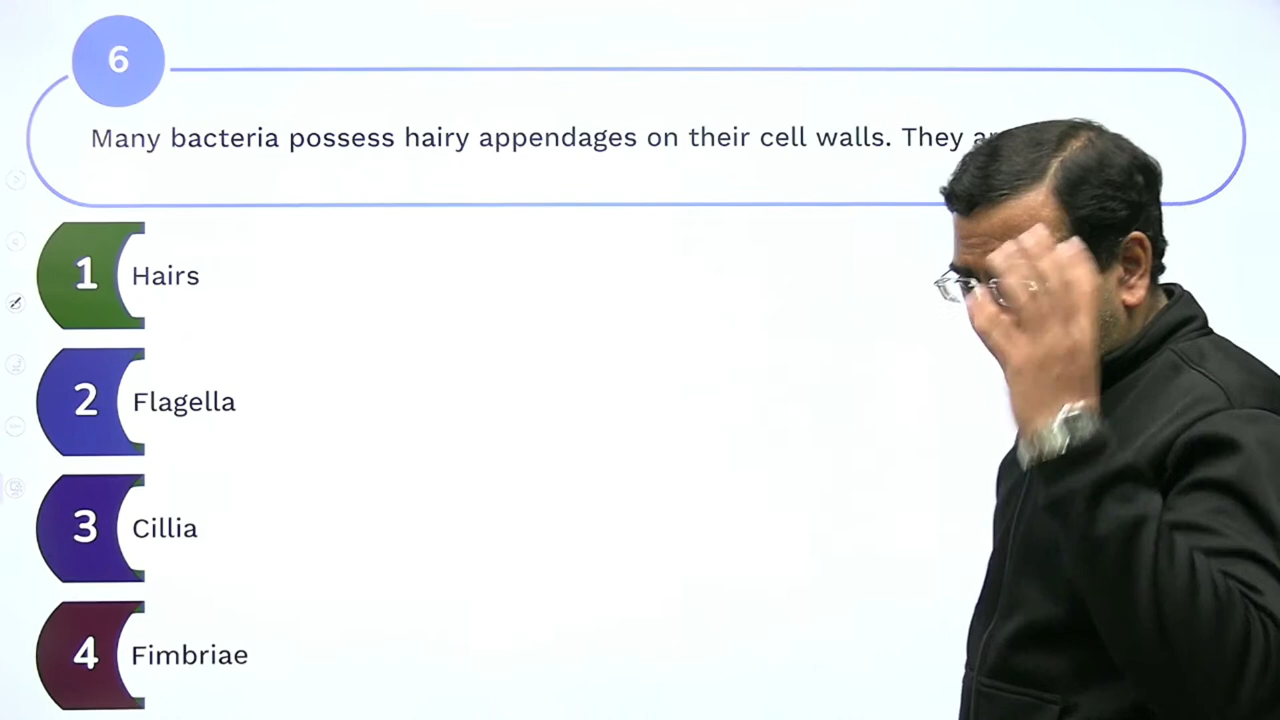 6
Many bacteria possess hairy appendages on their cell walls. They
1
Hairs
2
Flagella
3
Cillia
4
Fimbriae